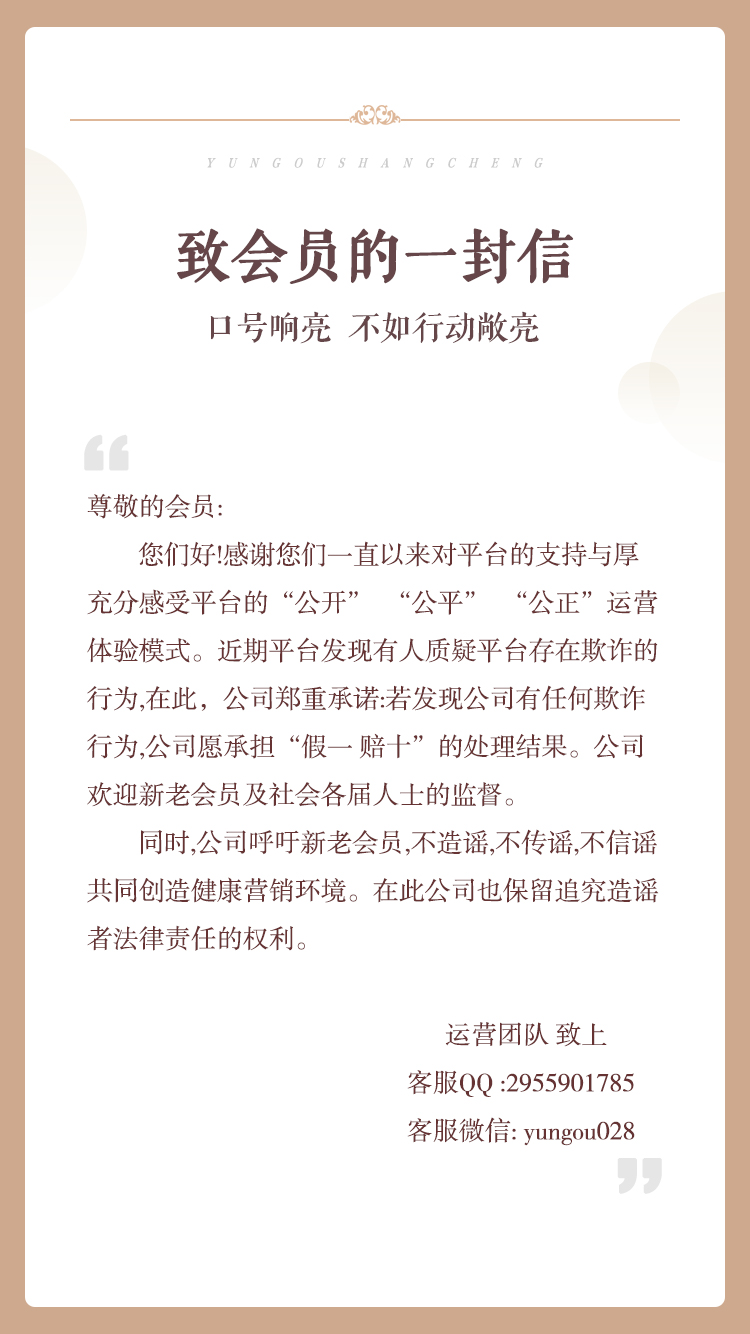 YUNGOUSHANGCHENG
致会员的一封信
口号响亮 不如行动敞亮
尊敬的会员:
您们好!感谢您们一直以来对平台的支持与厚
充分感受平台的“公开” “公平” “公正”运营
体验模式。近期平台发现有人质疑平台存在欺诈的
行为,在此，公司郑重承诺:若发现公司有任何欺诈
行为,公司愿承担“假一 赔十”的处理结果。公司
欢迎新老会员及社会各届人士的监督。
同时,公司呼吁新老会员,不造谣,不传谣,不信谣
共同创造健康营销环境。在此公司也保留追究造谣
者法律责任的权利。
运营团队 致上
客服QQ :2955901785
客服微信: yungou028